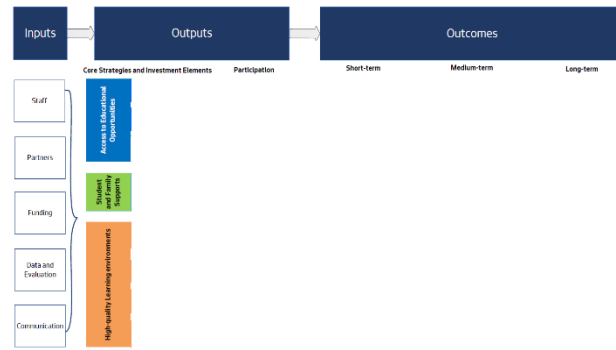 Inputs
Outputs
Outcomes
Core Strategies and Investment Elements
Participation
Short-term
Medium-term
Long-term
Staff
Partners
Funding
Data and
Evaluation
Communication
Access to Educational
Opportunities
Student
and Family
Supports
High-quality Learning environments